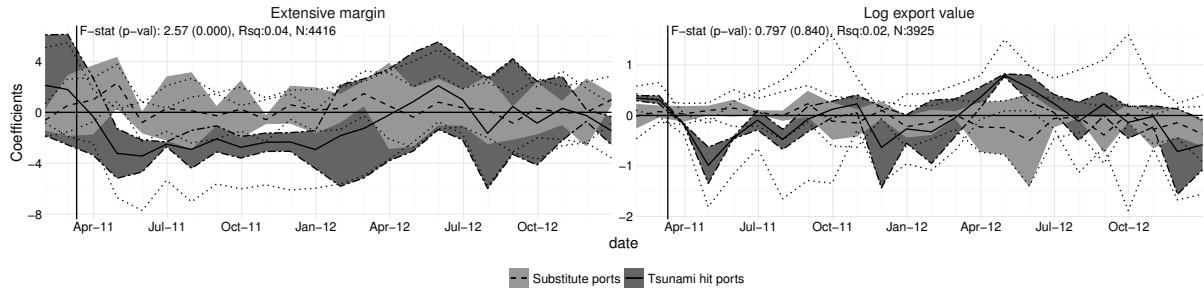 Extensive margin
F-stat (p-val): 2.57 (0.000), Rsq:0.04, N:4416
Coefficients
4
0
−4
−8
Apr−11 Jul−11 Oct−11 Jan−12 Apr−12 Jul−12 Oct−12
Log export value
F-stat (p-val): 0.797 (0.840), Rsq:0.02, N:3925
1
0
−1
−2
Apr−11 Jul−11 Oct−11 Jan−12 Apr−12 Jul−12 Oct−12
date
Substitute ports Tsunami hit ports